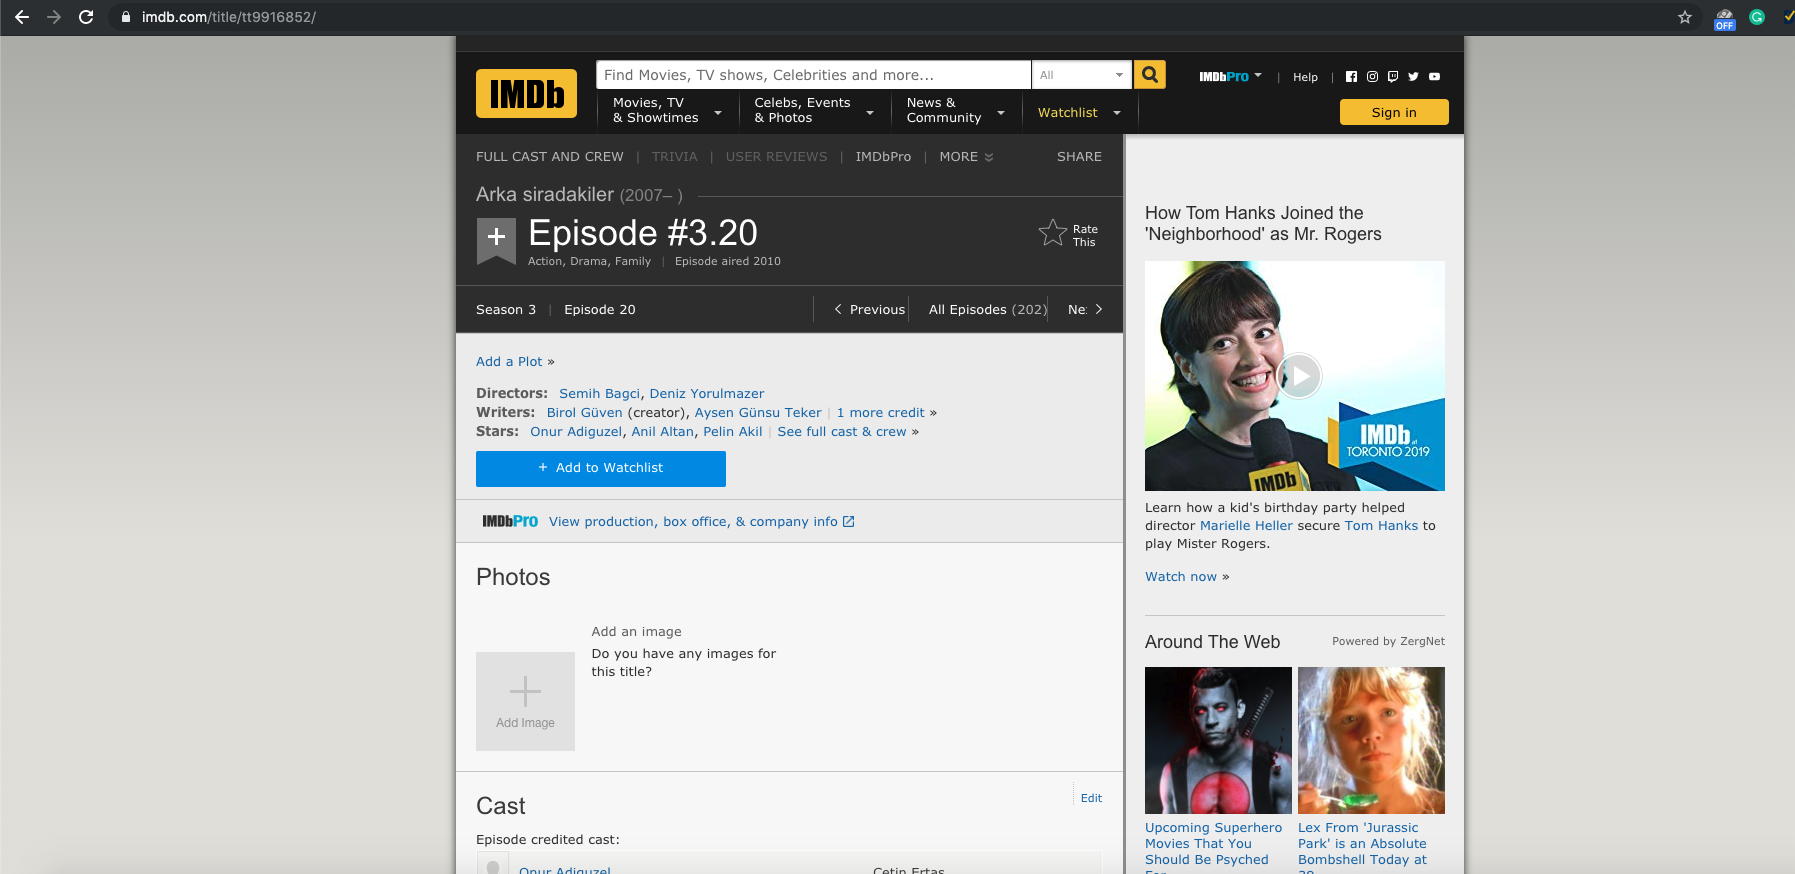 imdb.com/title/tt9916852/
OFF
IMDb
Find Movies, TV shows, Celebrities and more...
All
IMDbPro
|
Help
|
Movies, TV
& Showtimes
Celebs, Events
& Photos
News &
Community
Watchlist
Sign in
FULL CAST AND CREW | TRIVIA | USER REVIEWS | IMDbPro | MORE
SHARE
Arka siradakiler (2007– )
+
Episode #3.20
Action, Drama, Family | Episode aired 2010
Rate
This
Season 3 | Episode 20
Previous
All Episodes (202)
Add a Plot »
Directors: Semih Bagci, Deniz Yorulmazer
Writers: Birol Güven (creator), Aysen Günsu Teker | 1 more credit »
Stars: Onur Adiguzel, Anil Altan, Pelin Akil | See full cast & crew »
+ Add to Watchlist
IMDbPro View production, box office, & company info
Photos
Add an image
Do you have any images for
this title?
Add Image
Cast
Edit
Episode credited cast:
Onur Adiguzel
Cetin Ertas
How Tom Hanks Joined the
'Neighborhood' as Mr. Rogers
IMDb at
TORONTO 2019
IMDb
Learn how a kid's birthday party helped
director Marielle Heller secure Tom Hanks to
play Mister Rogers.
Watch now »
Around The Web
Powered by ZergNet
Upcoming Superhero
Movies That You
Should Be Psyched
Lex From 'Jurassic
Park' is an Absolute
Bombshell Today at